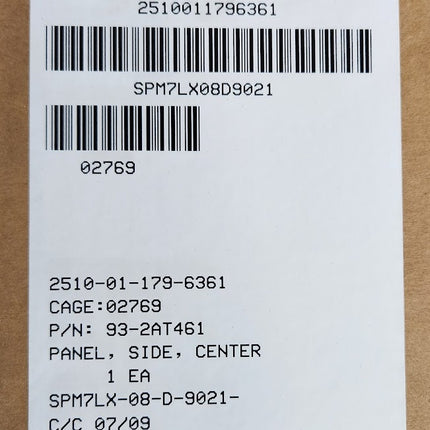 2510011796361
SPM7LX08D9021
02769
2510-01-179-6361
CAGE:02769
P/N: 93-2AT461
PANEL, SIDE, CENTER
1 EA
SPM7LX-08-D-9021-
C/C 07/09